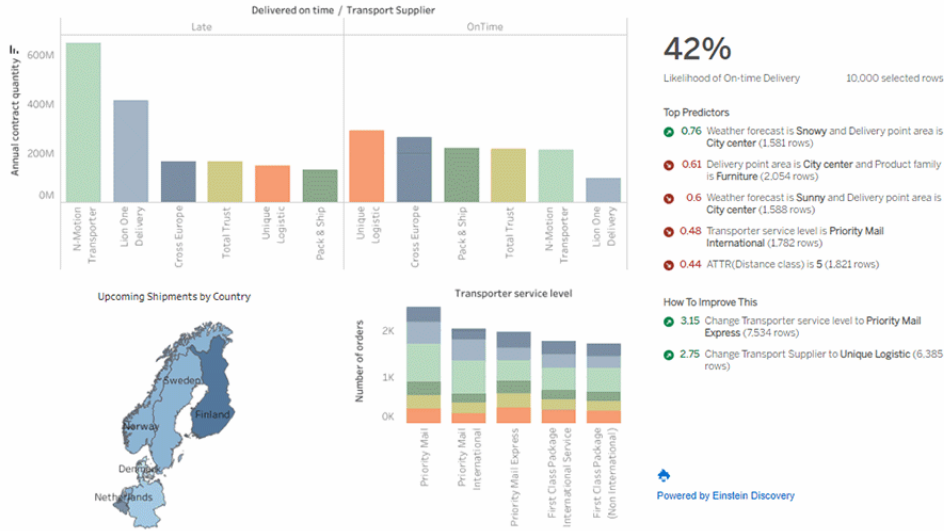 Delivered on time / Transport Supplier
Late
OnTime
Annual contract quantity
600M
400M
200M
0M
N-Motion
Transporter
Lion One
Delivery
Cross Europe
Total Trust
Unique
Logistic
Pack & Ship
Unique
Logistic
Cross Europe
Pack & Ship
Total Trust
N-Motion
Transporter
Lion One
Delivery
42%
Likelihood of On-time Delivery
10,000 selected rows
Top Predictors
0.76 Weather forecast is Snowy and Delivery point area is
City center (1,581 rows)
0.61 Delivery point area is City center and Product family
is Furniture (2,054 rows)
0.6 Weather forecast is Sunny and Delivery point area is
City center (1,588 rows)
0.48 Transporter service level is Priority Mail
International (1,782 rows)
0.44 ATTR(Distance class) is 5 (1,821 rows)
How To Improve This
3.15 Change Transporter service level to Priority Mail
Express (7,534 rows)
2.75 Change Transport Supplier to Unique Logistic (6,385
rows)
Powered by Einstein Discovery
Upcoming Shipments by Country
Sweden
Finland
Norway
Denmark
Netherlands
Transporter service level
Number of orders
2K
1K
0K
Priority Mail
Priority Mail
International
Priority Mail Express
First Class Package
International Service
First Class Package
(Non International)